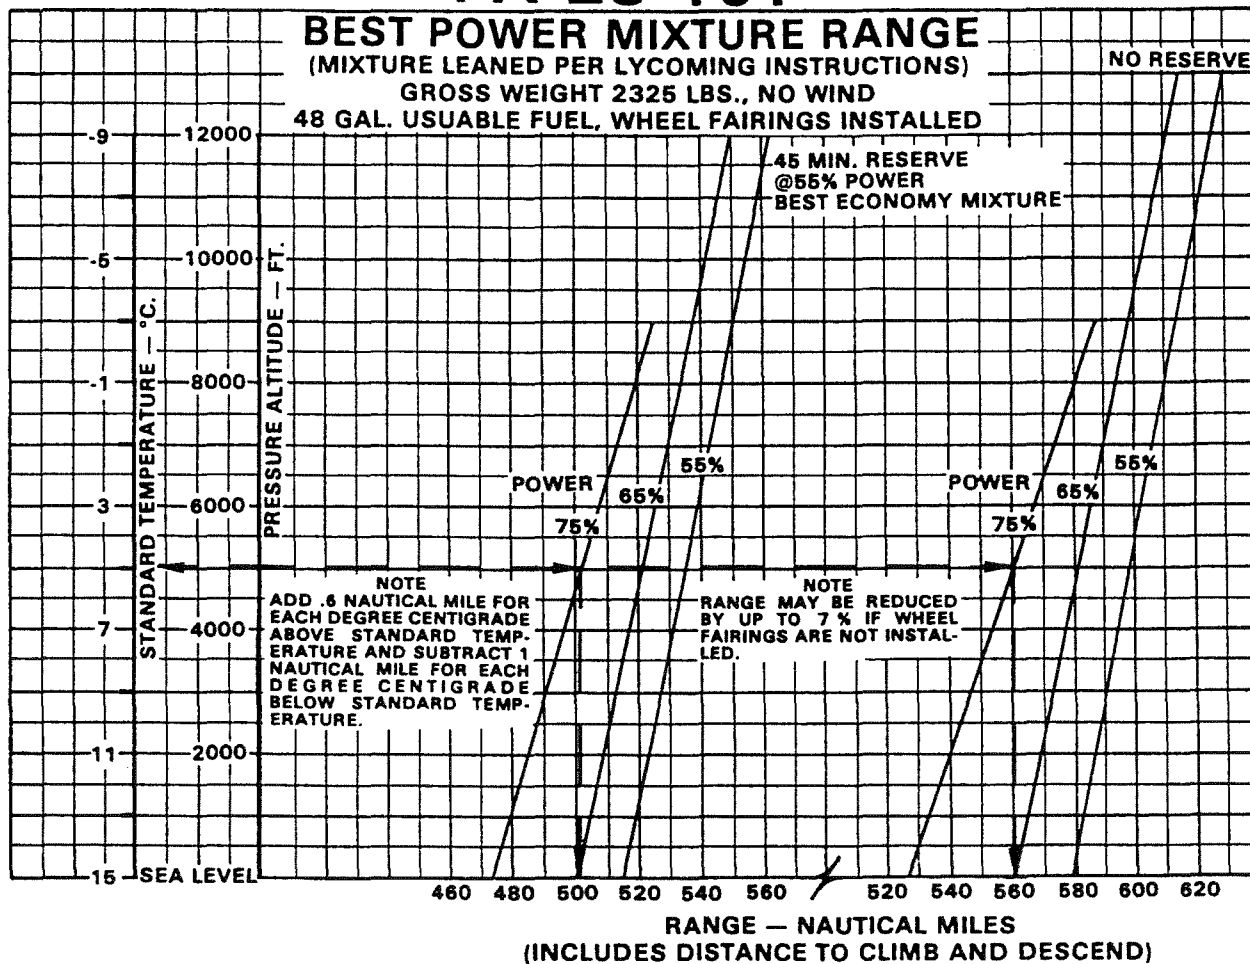 BEST POWER MIXTURE RANGE
(MIXTURE LEANED PER LYCOMING INSTRUCTIONS)
GROSS WEIGHT 2325 LBS., NO WIND
48 GAL. USUABLE FUEL, WHEEL FAIRINGS INSTALLED
NO RESERVE
45 MIN. RESERVE
@55% POWER
BEST ECONOMY MIXTURE
-9 12000
-5 10000
-1 8000
3 6000
7 4000
11 2000
15 SEA LEVEL
STANDARD TEMPERATURE — °C.
PRESSURE ALTITUDE — FT.
POWER
75%
65%
55%
POWER
75%
65%
55%
NOTE
ADD .6 NAUTICAL MILE FOR
EACH DEGREE CENTIGRADE
ABOVE STANDARD TEMP-
ERATURE AND SUBTRACT 1
NAUTICAL MILE FOR EACH
DEGREE CENTIGRADE
BELOW STANDARD TEMP-
ERATURE.
NOTE
RANGE MAY BE REDUCED
BY UP TO 7 % IF WHEEL
FAIRINGS ARE NOT INSTAL-
LED.
460 480 500 520 540 560 520 540 560 580 600 620
RANGE — NAUTICAL MILES
(INCLUDES DISTANCE TO CLIMB AND DESCEND)